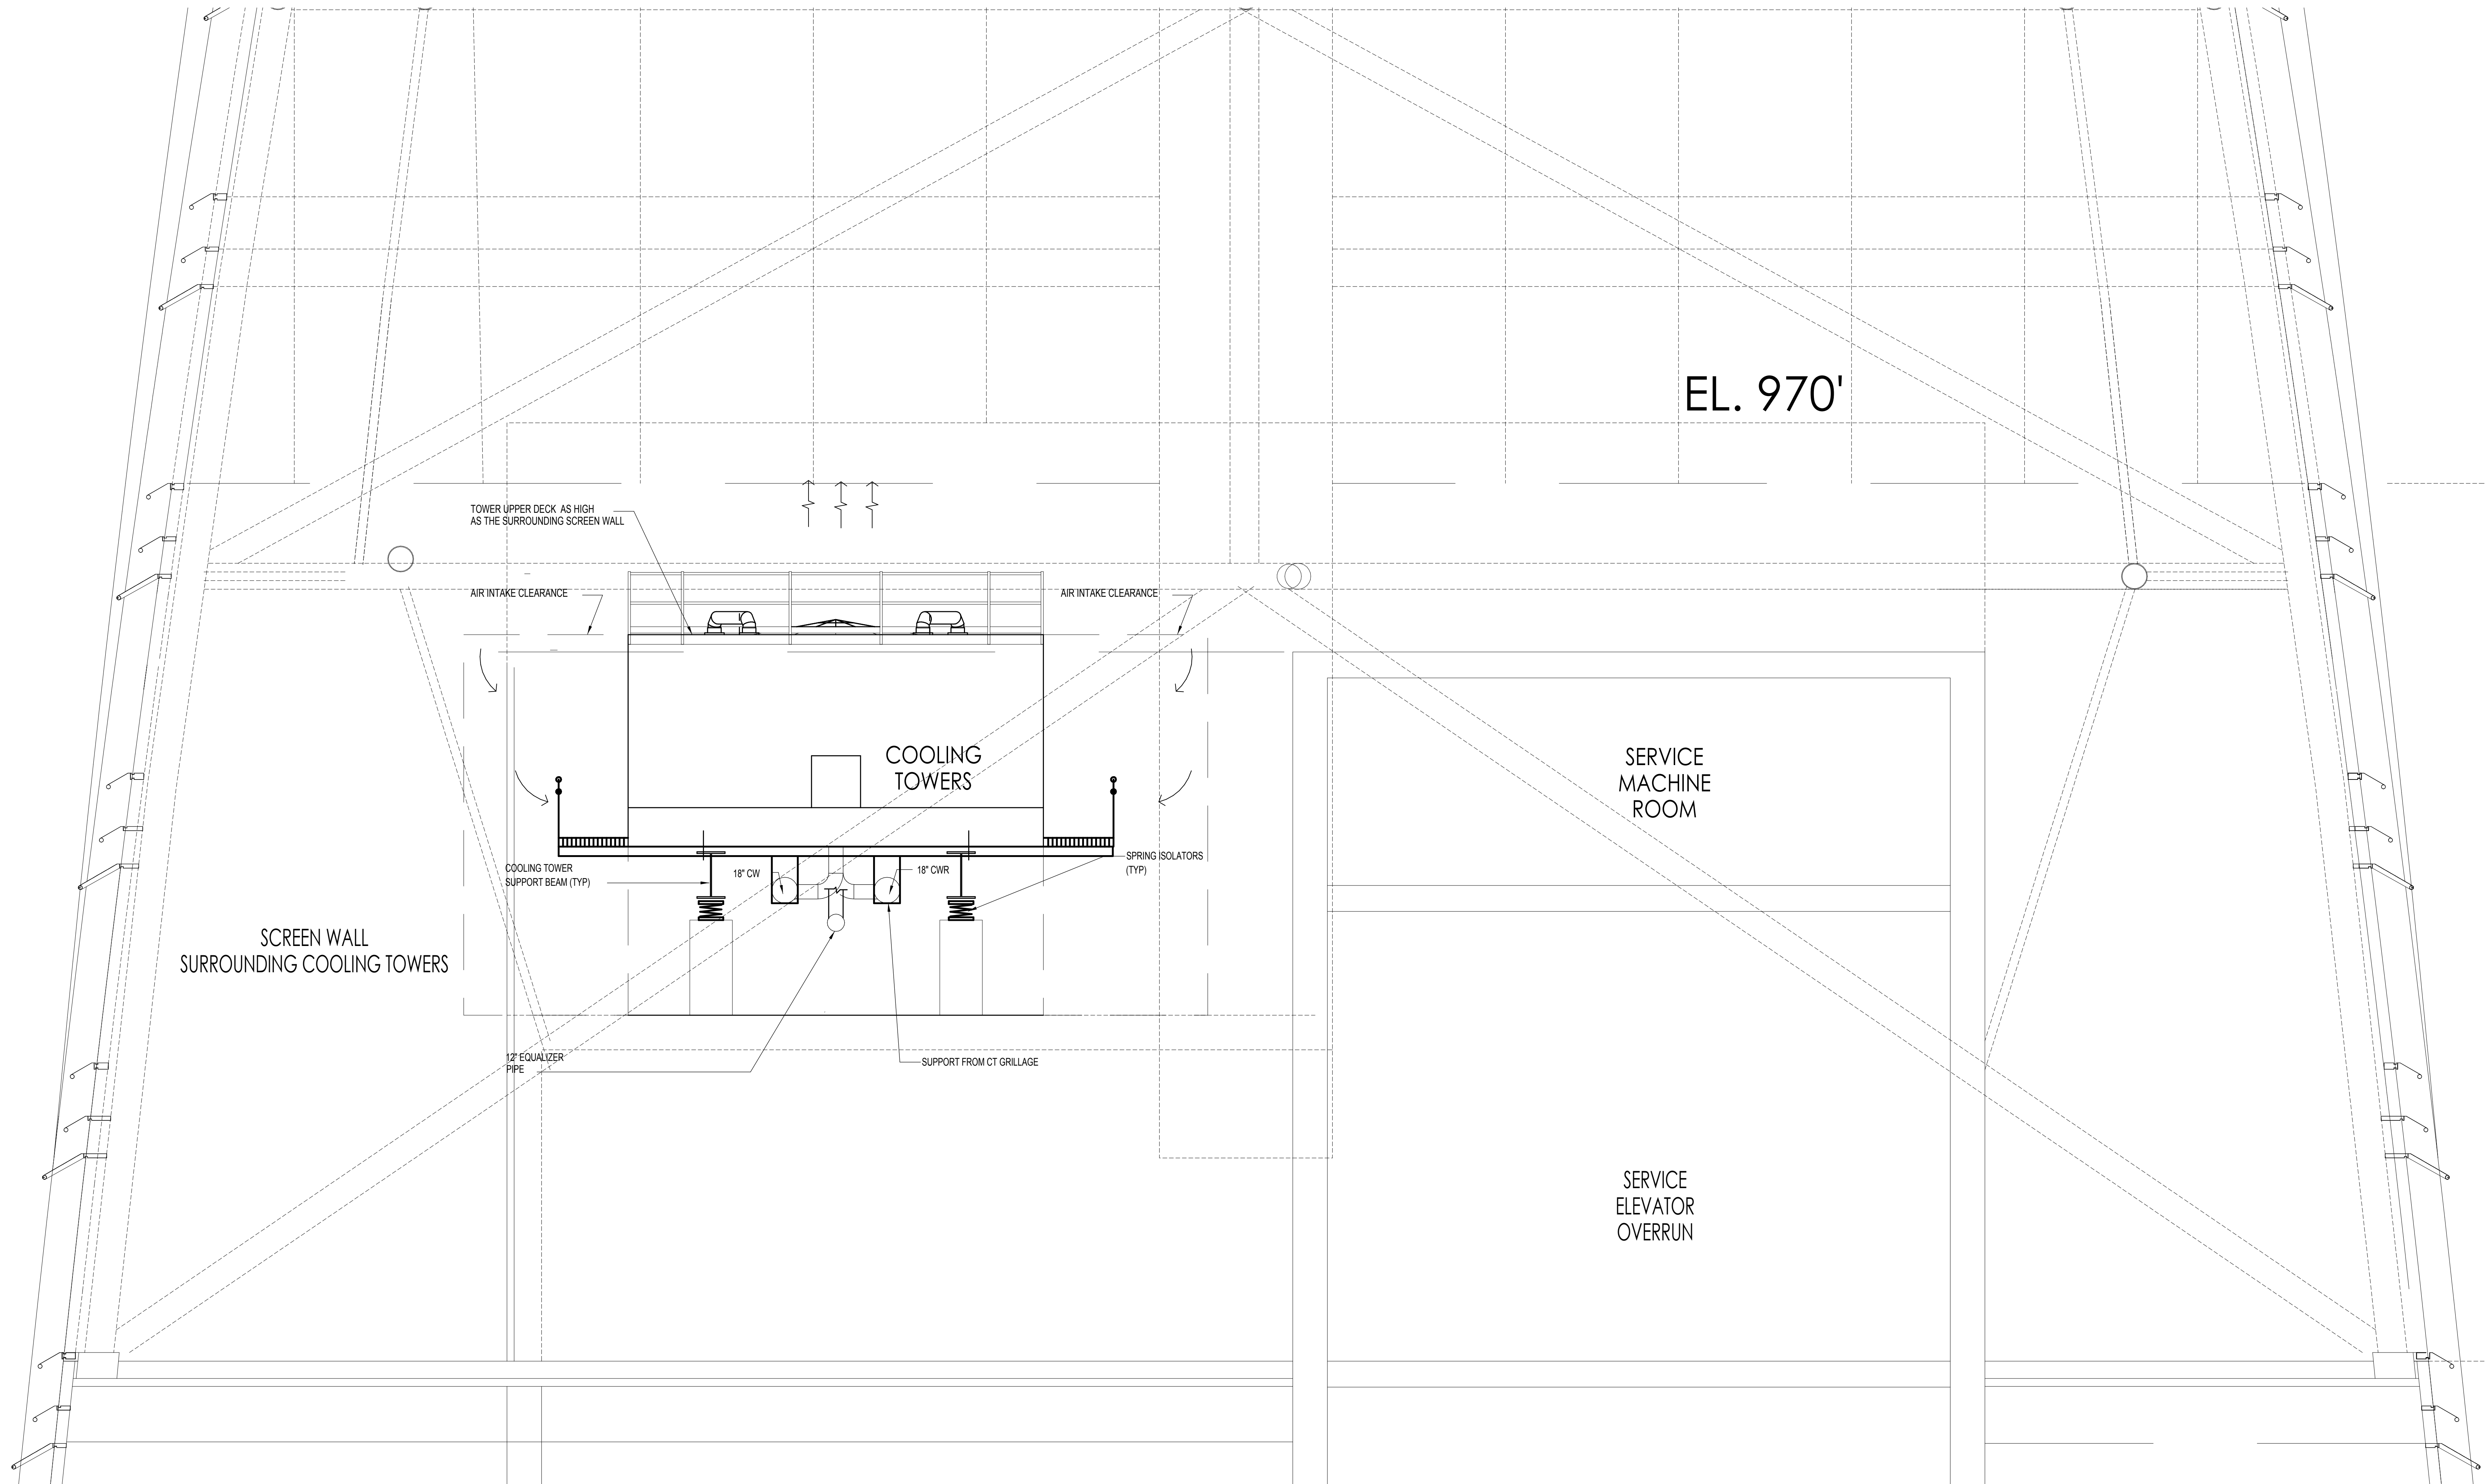 EL. 970'
TOWER UPPER DECK AS HIGH
AS THE SURROUNDING SCREEN WALL
AIR INTAKE CLEARANCE
AIR INTAKE CLEARANCE
COOLING
TOWERS
SERVICE
MACHINE
ROOM
COOLING TOWER
SUPPORT BEAM (TYP)
18" CW
18" CWR
SPRING ISOLATORS
(TYP)
SCREEN WALL
SURROUNDING COOLING TOWERS
12" EQUALIZER
PIPE
SUPPORT FROM CT GRILLAGE
SERVICE
ELEVATOR
OVERRUN